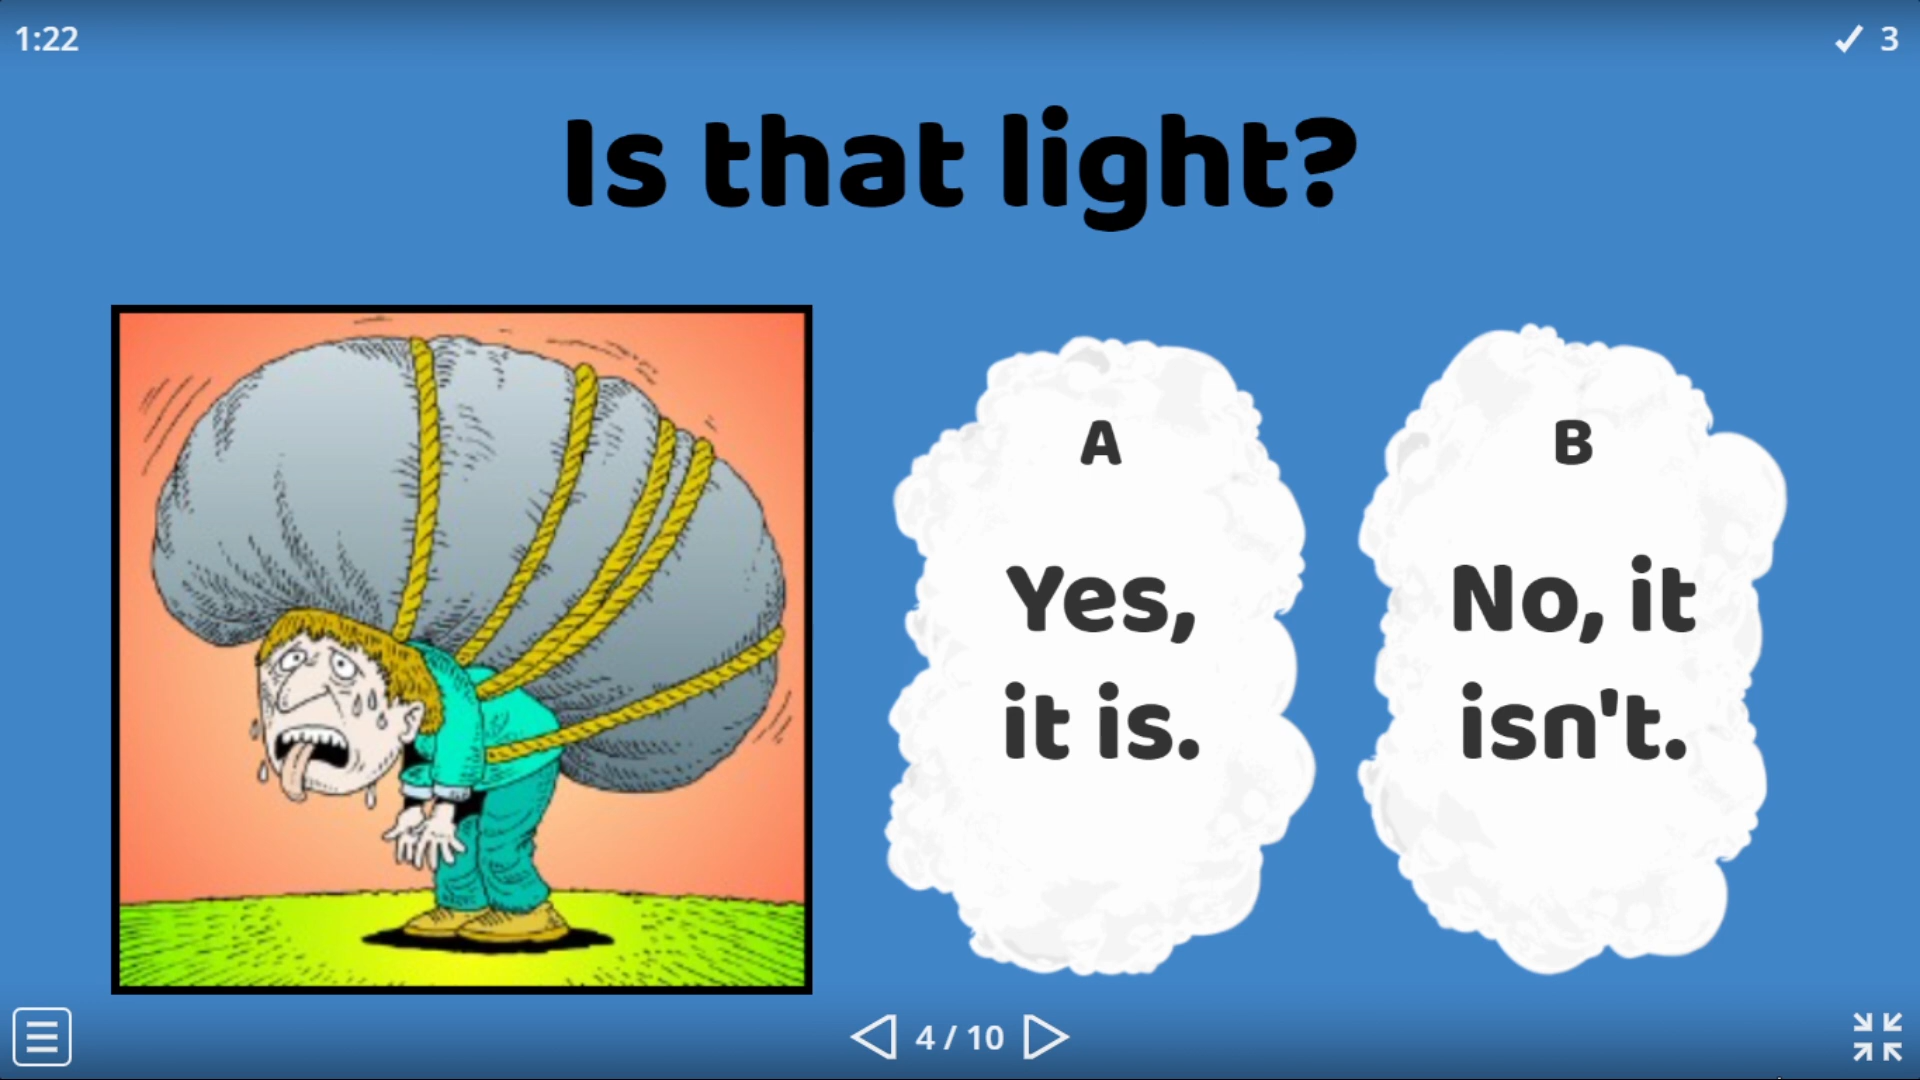 1:22
✓ 3
Is that light?
A
Yes,
it is.
B
No, it
isn't.
4 / 10